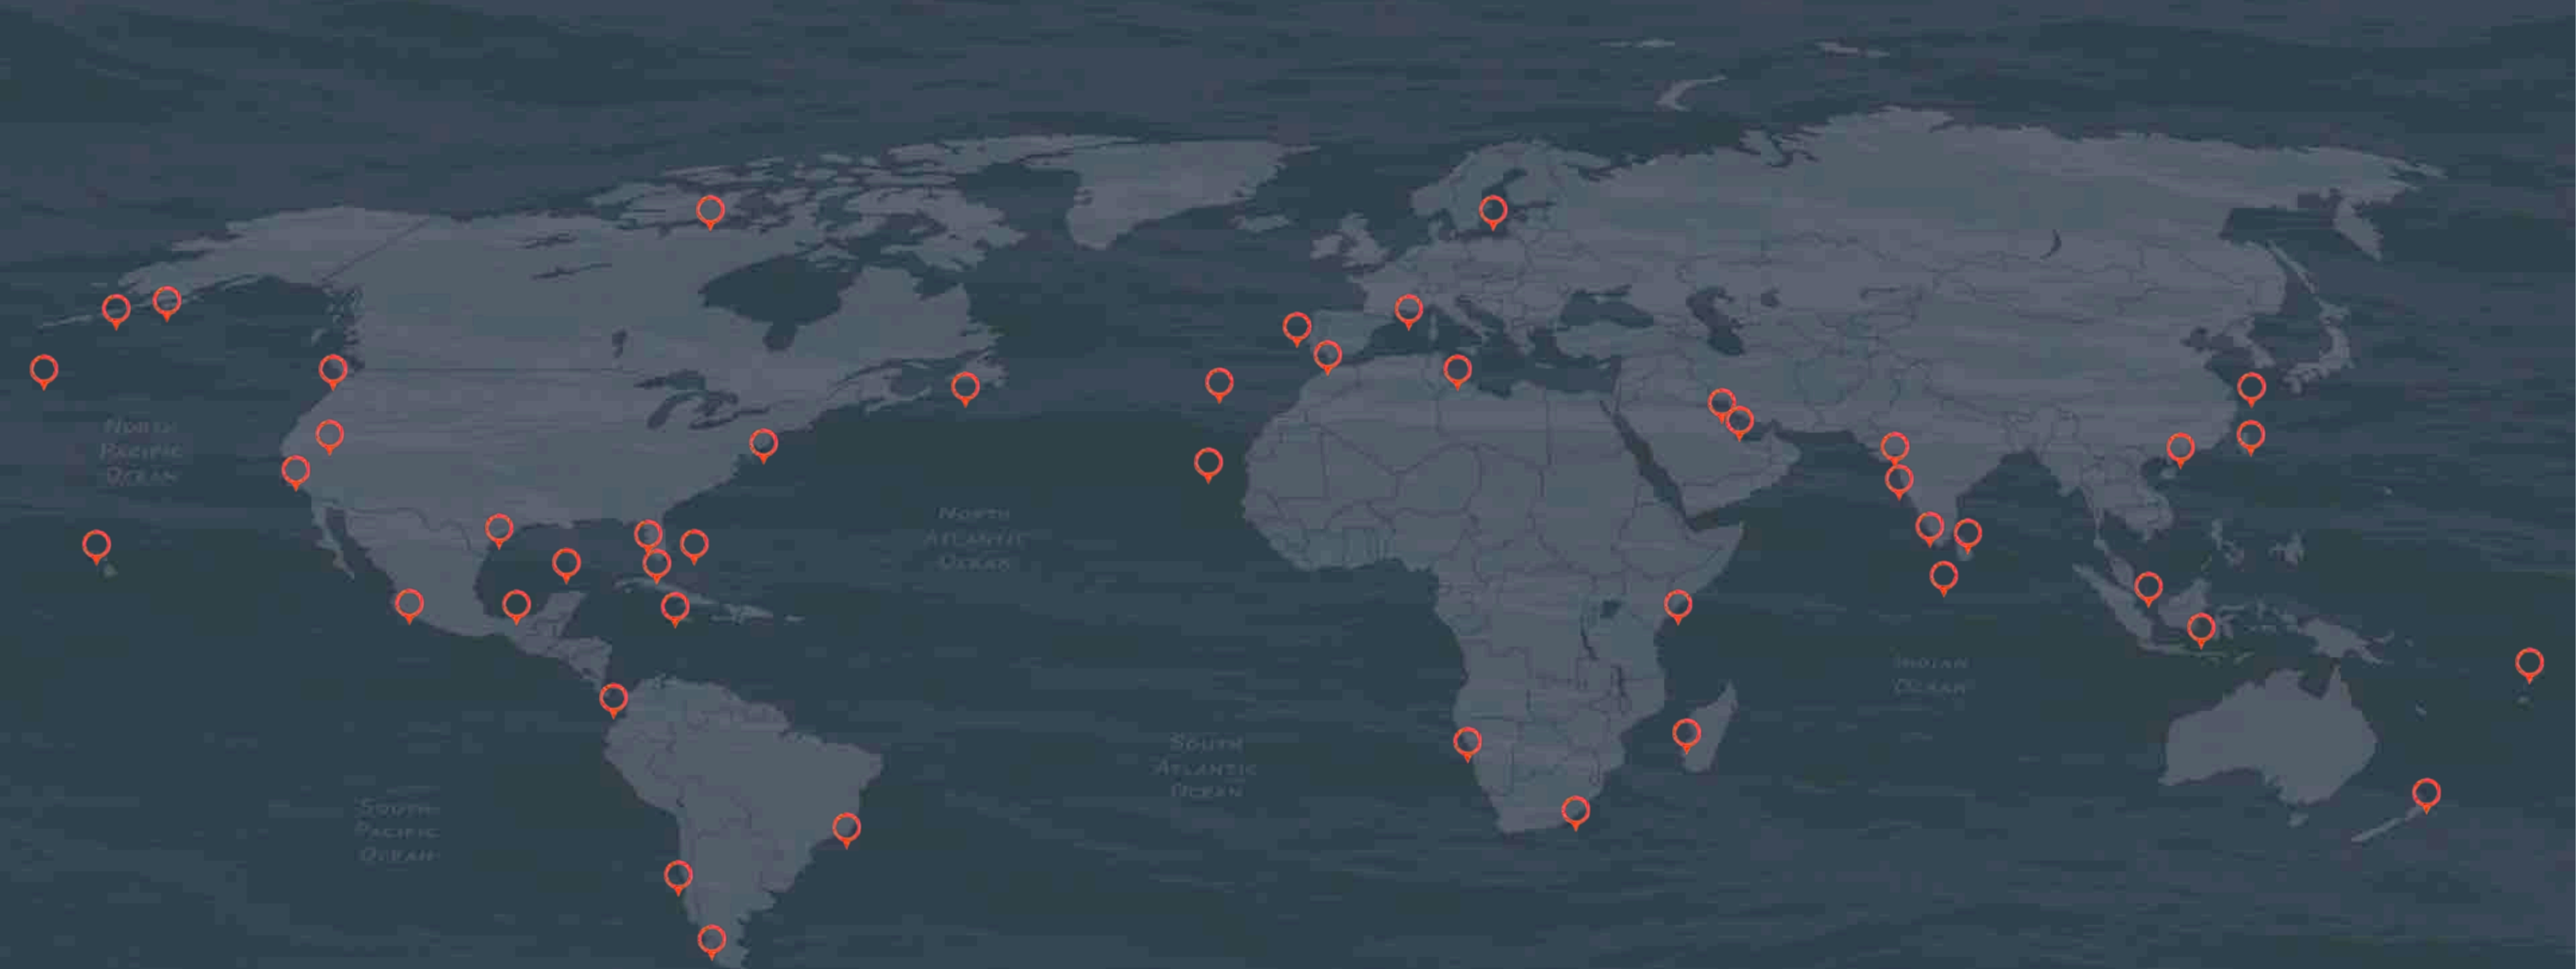 NORTH
PACIFIC
OCEAN
NORTH
ATLANTIC
OCEAN
SOUTH
PACIFIC
OCEAN
SOUTH
ATLANTIC
OCEAN
INDIAN
OCEAN